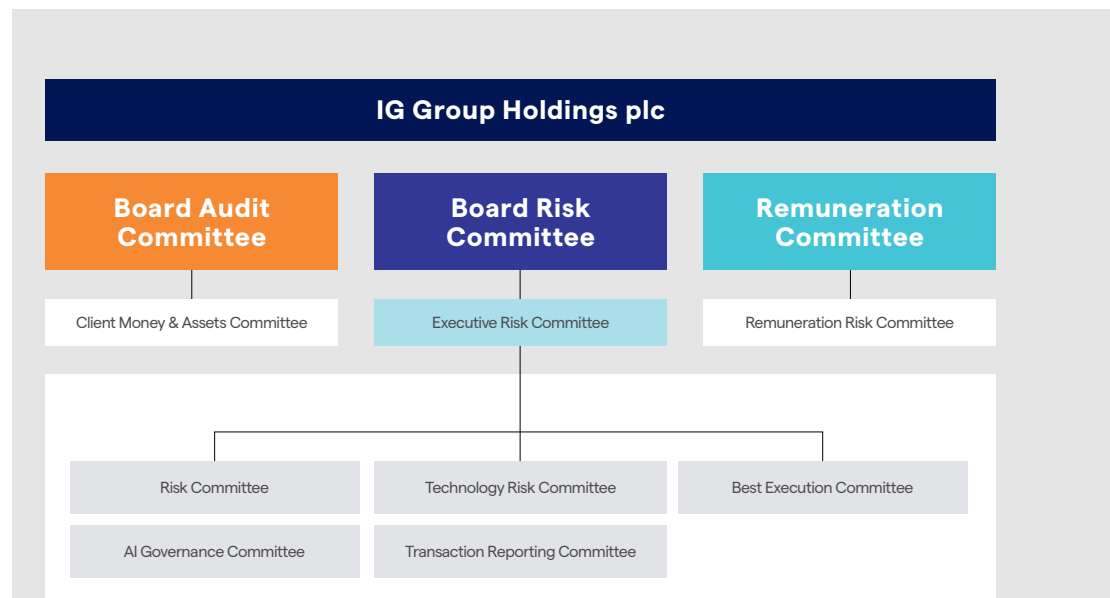 IG Group Holdings plc
Board Audit
Committee
Board Risk
Committee
Remuneration
Committee
Client Money & Assets Committee
Executive Risk Committee
Remuneration Risk Committee
Risk Committee
Technology Risk Committee
Best Execution Committee
AI Governance Committee
Transaction Reporting Committee